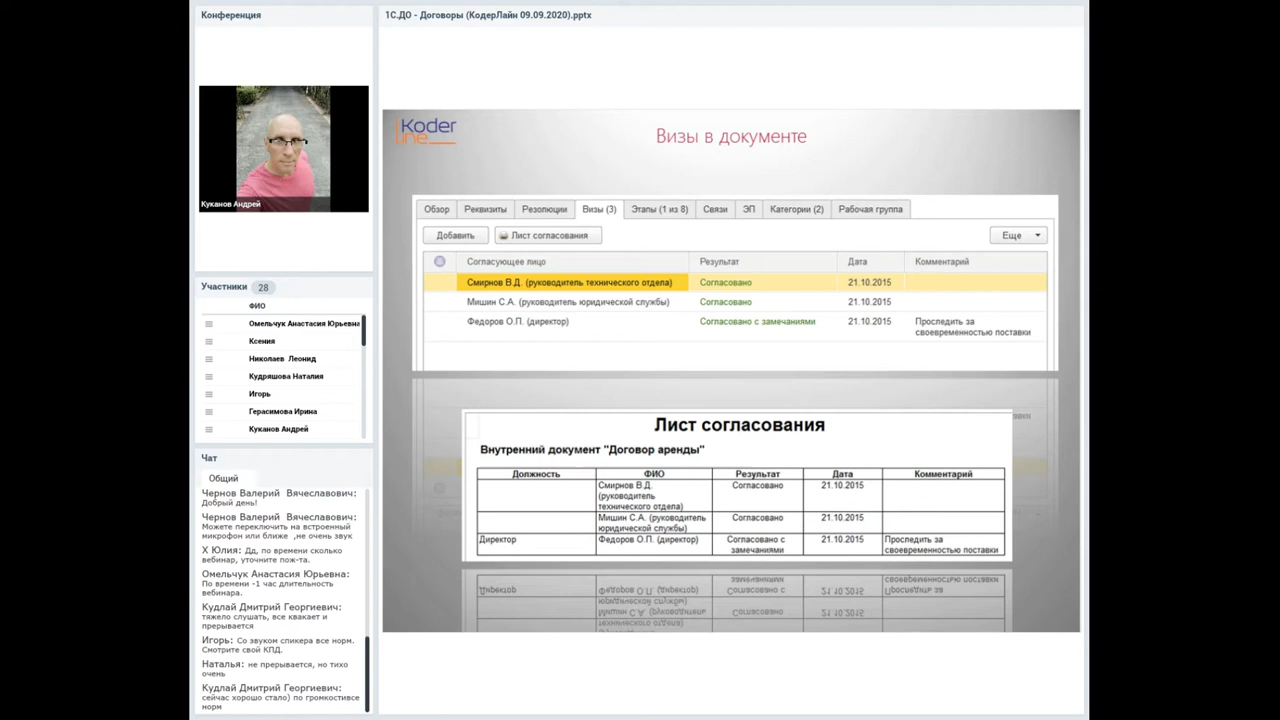 Конференция
1С.ДО - Договоры (КодерЛайн 09.09.2020).pptx
Куканов Андрей
Участники 28
ФИО
Омельчук Анастасия Юрьевна
Ксения
Николаев Леонид
Кудряшова Наталия
Игорь
Герасимова Ирина
Куканов Андрей
Чат
Общий
Чернов Валерий Вячеславович:
Добрый день!
Чернов Валерий Вячеславович:
Можете переключить на встроенный
микрофон или ближе ,не очень звук
Х Юлия: Дд, по времени сколько
вебинар, уточните пож-та.
Омельчук Анастасия Юрьевна:
По времени -1 час длительность
вебинара.
Кудлай Дмитрий Георгиевич:
тяжело слушать, все квакает и
прерывается
Игорь: Со звуком спикера все норм.
Смотрите свой КПД.
Наталья: не прерывается, но тихо
очень
Кудлай Дмитрий Георгиевич:
сейчас хорошо стало) по громкостивсе
норм
Koder
line
Визы в документе
Обзор Реквизиты Резолюции Визы (3) Этапы (1 из 8) Связи ЭП Категории (2) Рабочая группа
Добавить Лист согласования Еще
Согласующее лицо Результат Дата Комментарий
Смирнов В.Д. (руководитель технического отдела) Согласовано 21.10.2015
Мишин С.А. (руководитель юридической службы) Согласовано 21.10.2015
Федоров О.П. (директор) Согласовано с замечаниями 21.10.2015 Проследить за
своевременностью поставки
Лист согласования
Внутренний документ "Договор аренды"
Должность ФИО Результат Дата Комментарий
Смирнов В.Д. Согласовано 21.10.2015
(руководитель
технического отдела)
Мишин С.А. (руководитель Согласовано 21.10.2015
юридической службы)
Директор Федоров О.П. (директор) Согласовано с 21.10.2015 Проследить за
замечаниями своевременностью поставки